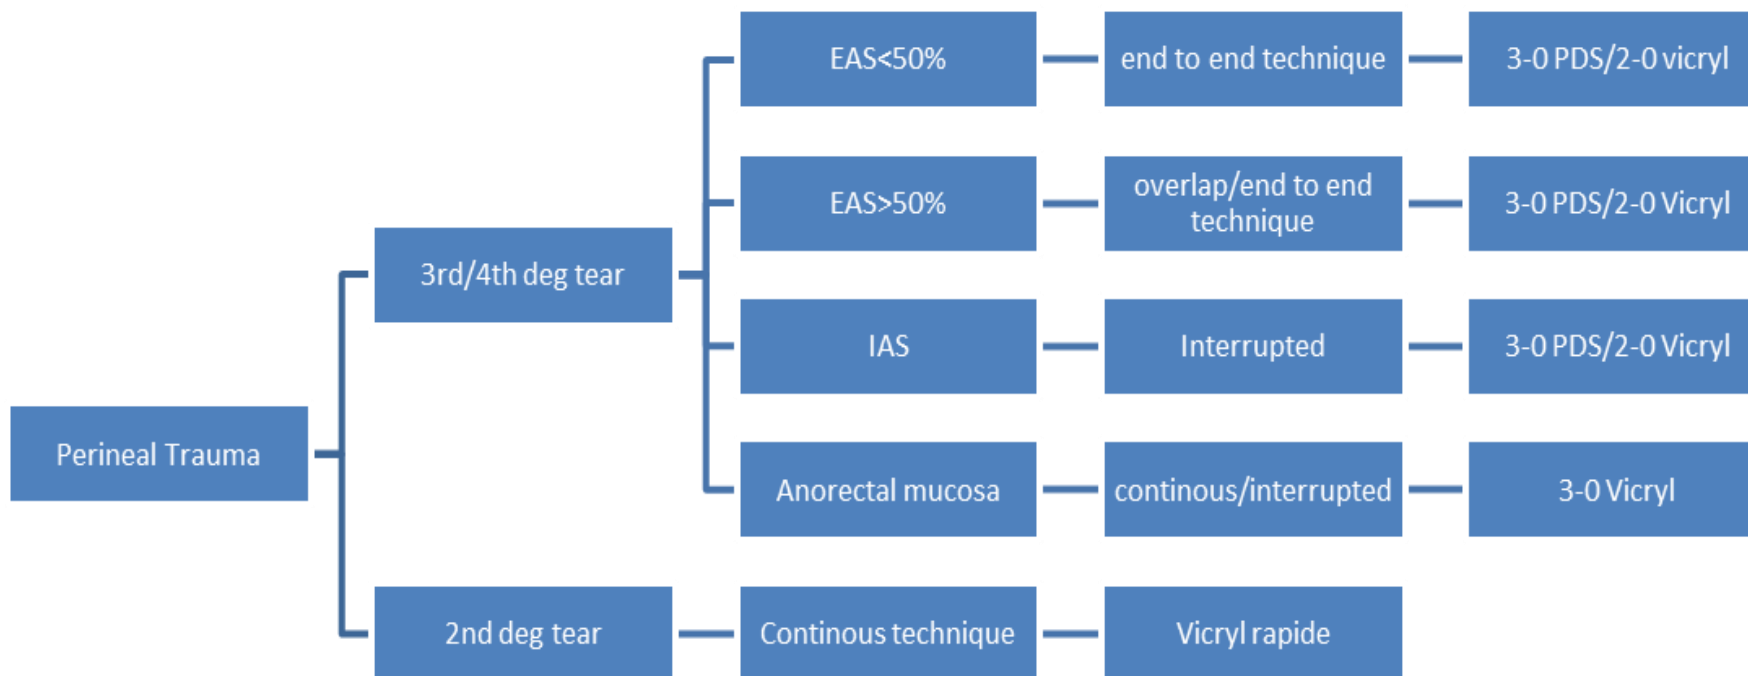 Perineal Trauma
3rd/4th deg tear
EAS<50%
end to end technique
3-0 PDS/2-0 vicryl
EAS>50%
overlap/end to end
technique
3-0 PDS/2-0 Vicryl
IAS
Interrupted
3-0 PDS/2-0 Vicryl
Anorectal mucosa
continous/interrupted
3-0 Vicryl
2nd deg tear
Continous technique
Vicryl rapide